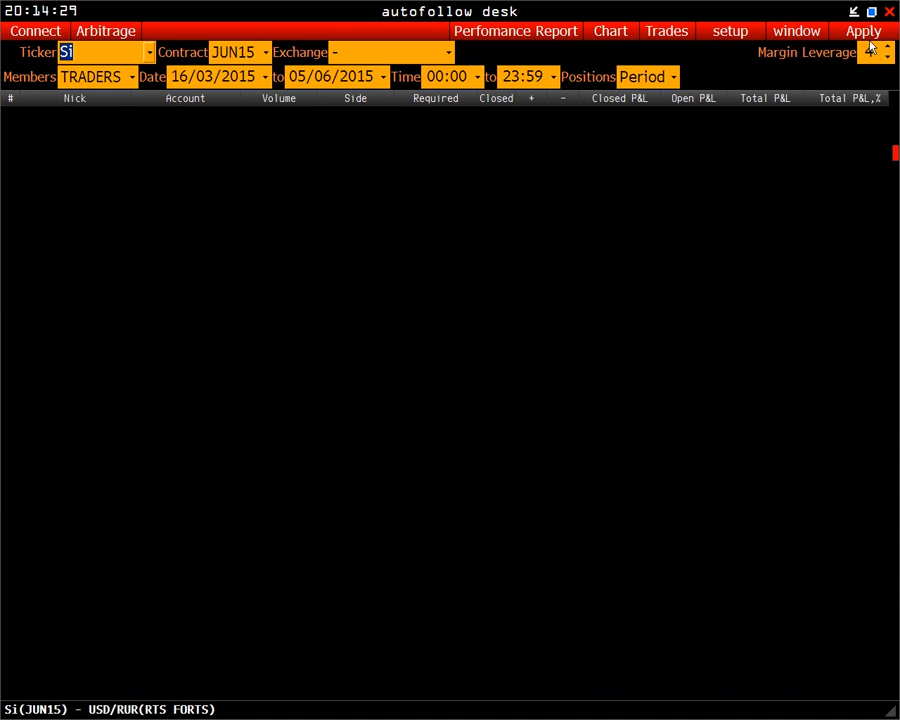 20:14:29 autofollow desk
Connect Arbitrage Perfomance Report Chart Trades setup window Apply
Ticker Si Contract JUN15 Exchange - Margin Leverage 4
Members TRADERS Date 16/03/2015 to 05/06/2015 Time 00:00 to 23:59 Positions Period
# Nick Account Volume Side Required Closed + - Closed P&L Open P&L Total P&L Total P&L,%
Si(JUN15) - USD/RUR(RTS FORTS)